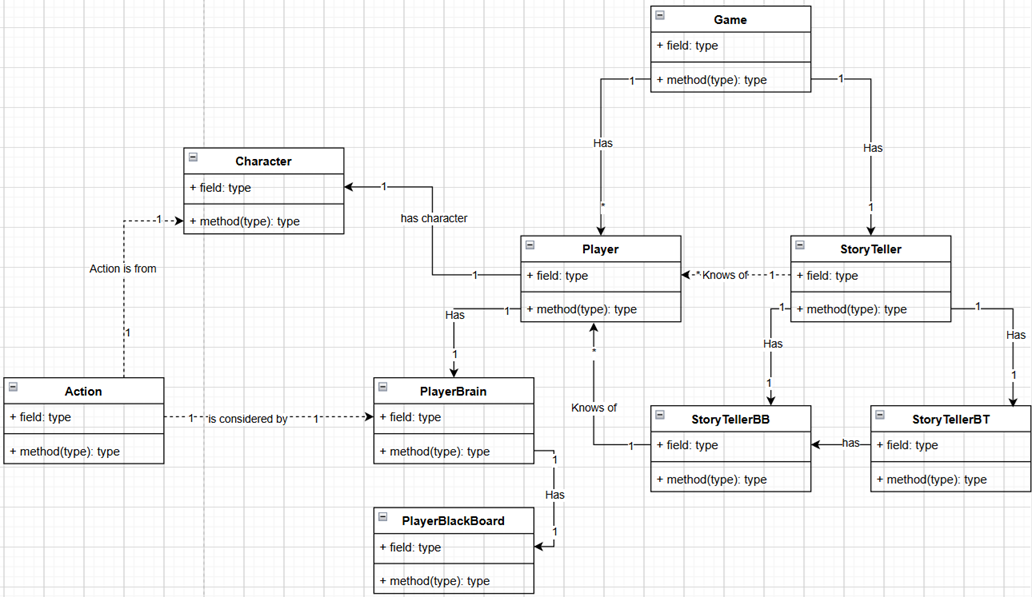 Game
+ field: type
+ method(type): type
1
1
Has
Has
*
1
Character
+ field: type
+ method(type): type
1
has character
1
1
Action is from
1
Player
+ field: type
+ method(type): type
StoryTeller
+ field: type
+ method(type): type
* Knows of 1
1
Has
1
1
Has
1
1
Has
1
*
Knows of
1
Action
+ field: type
+ method(type): type
1 is considered by 1
PlayerBrain
+ field: type
+ method(type): type
StoryTellerBB
+ field: type
+ method(type): type
has
StoryTellerBT
+ field: type
+ method(type): type
1
Has
1
PlayerBlackBoard
+ field: type
+ method(type): type